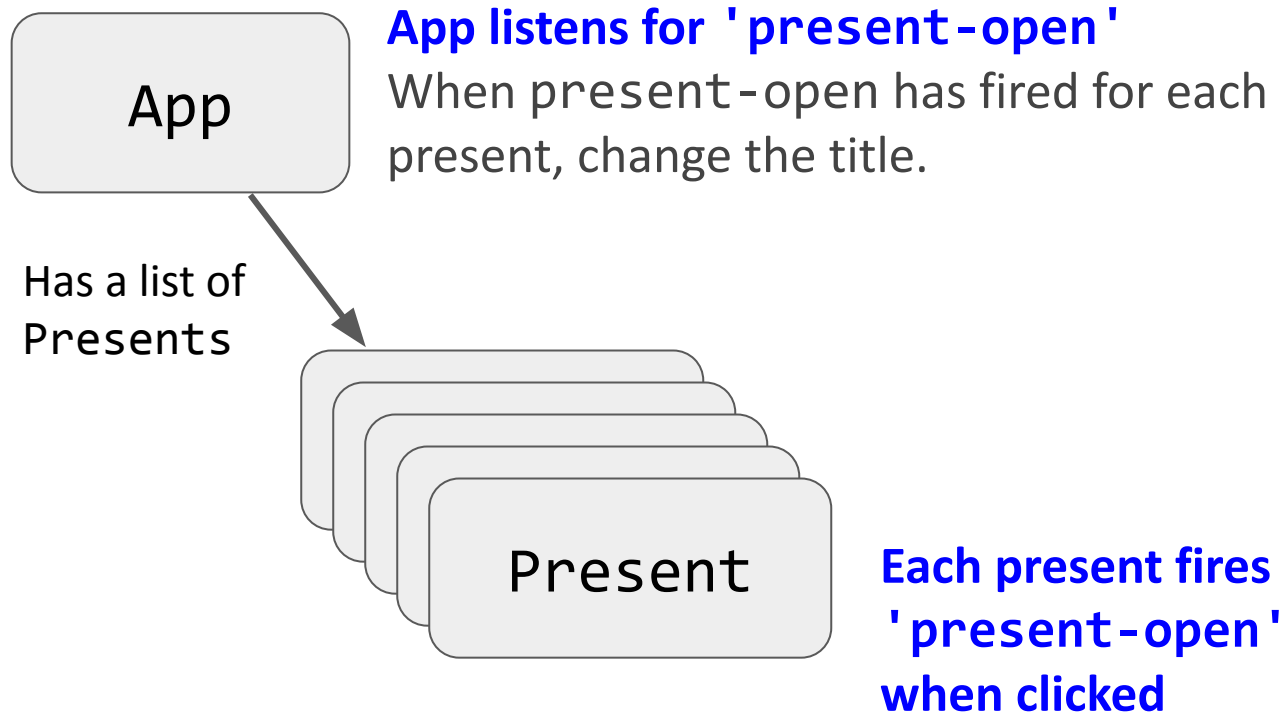 App
App listens for 'present-open'
When present-open has fired for each
present, change the title.
Has a list of
Presents
Present
Each present fires
'present-open'
when clicked